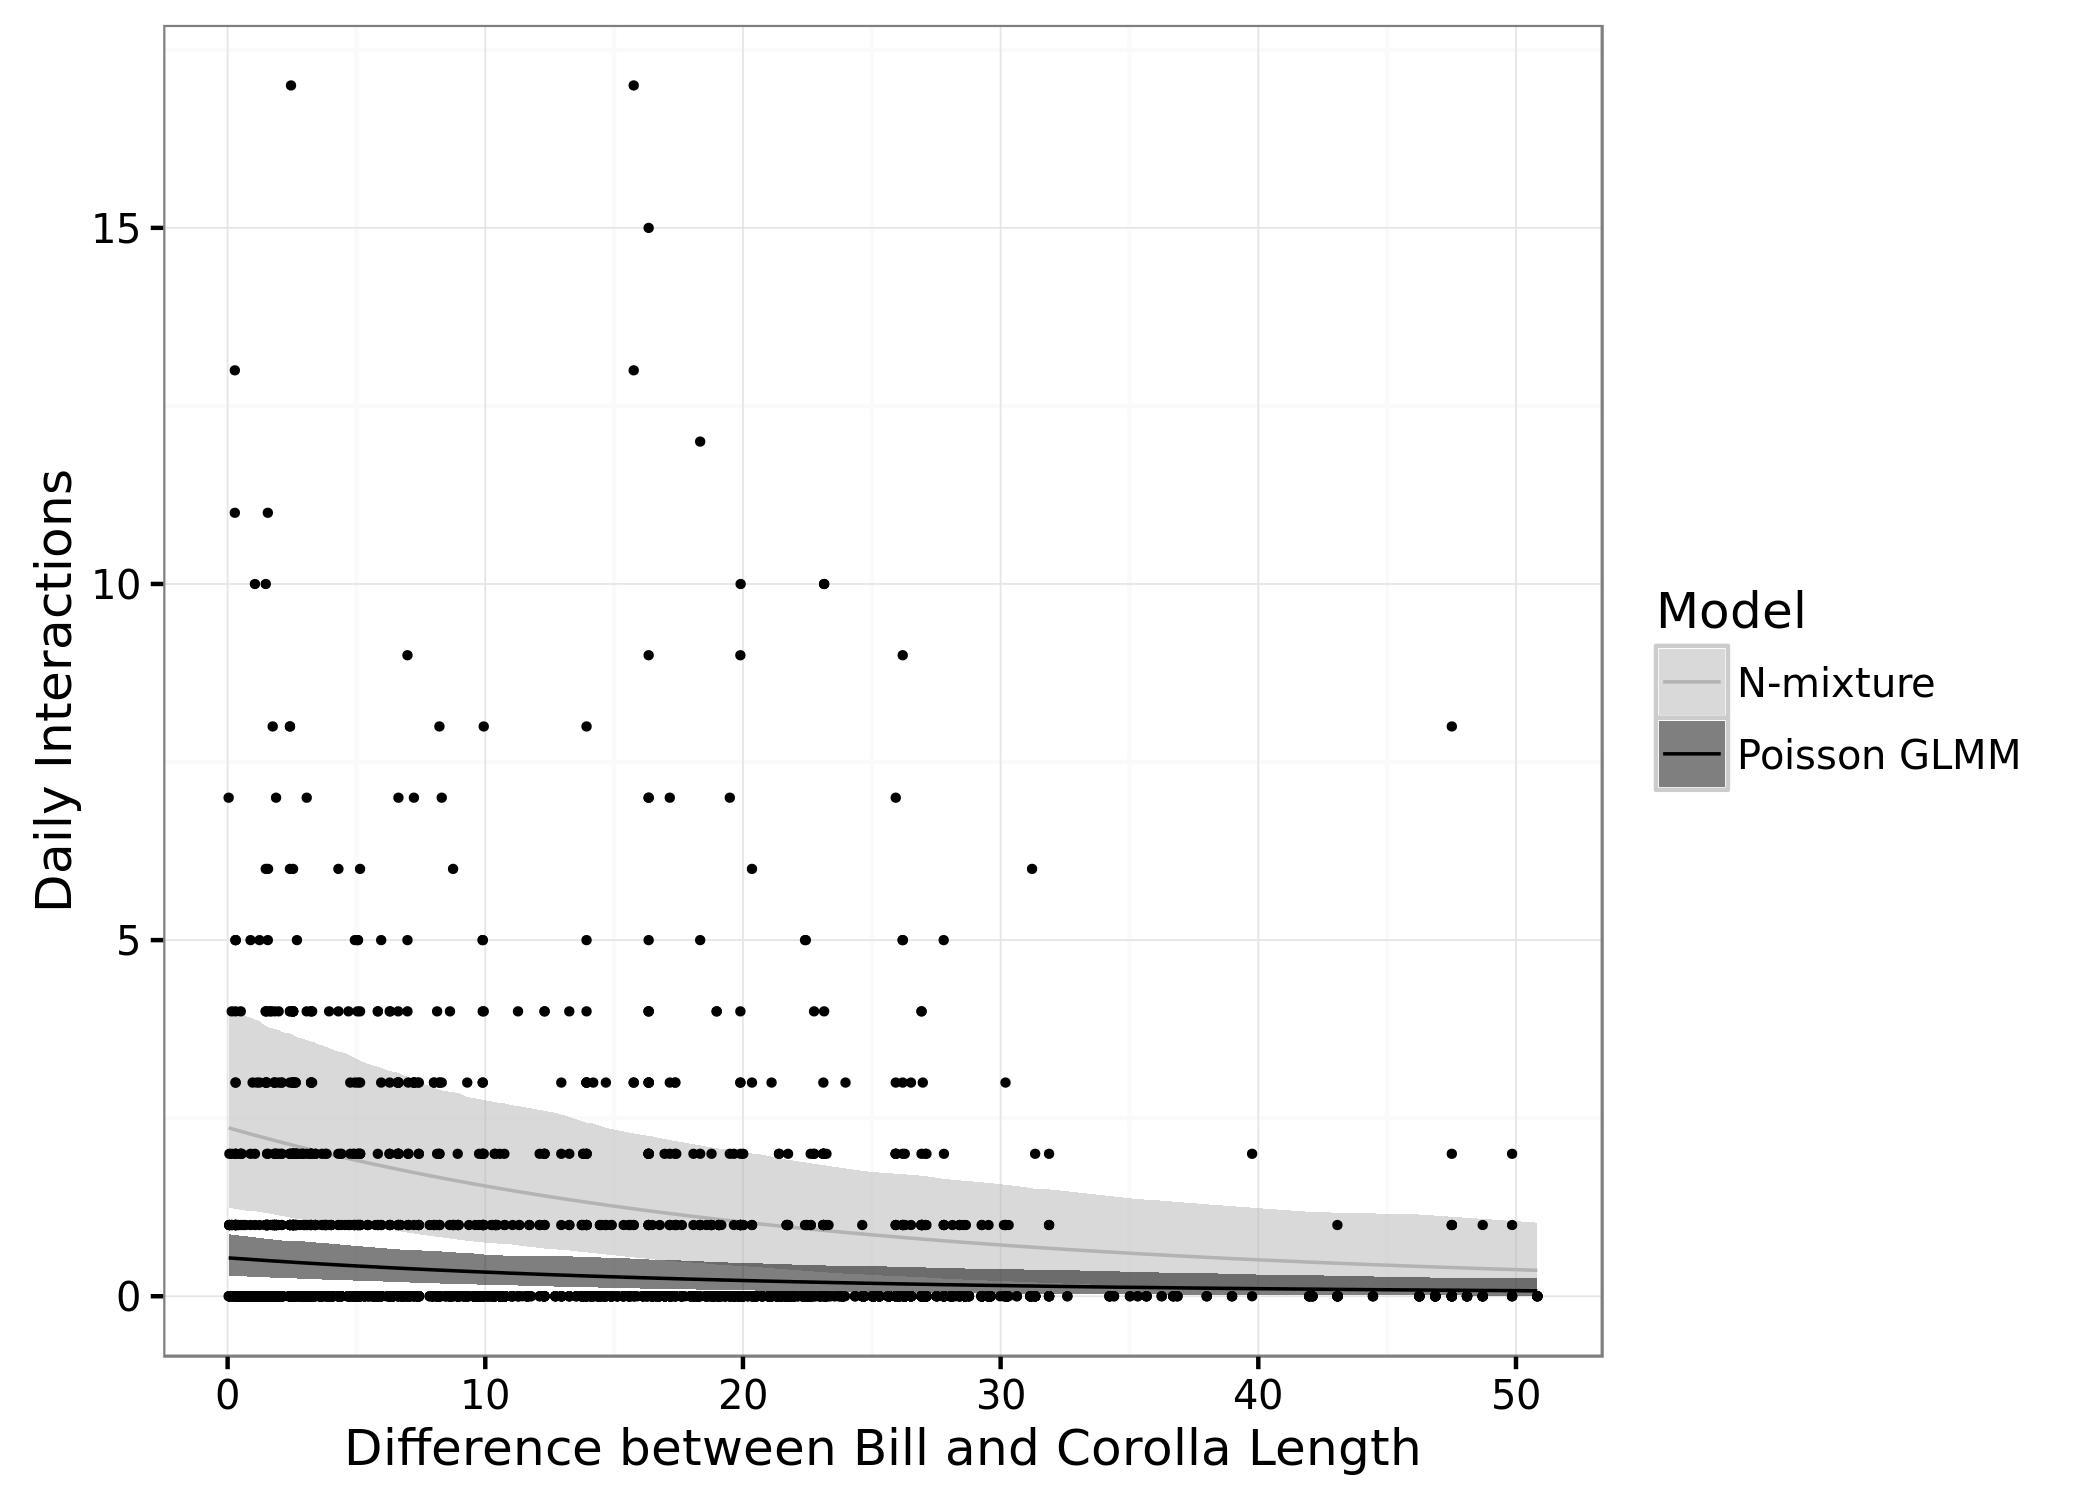 15
10
5
0
Daily Interactions
0 10 20 30 40 50
Difference between Bill and Corolla Length
Model
N-mixture
Poisson GLMM